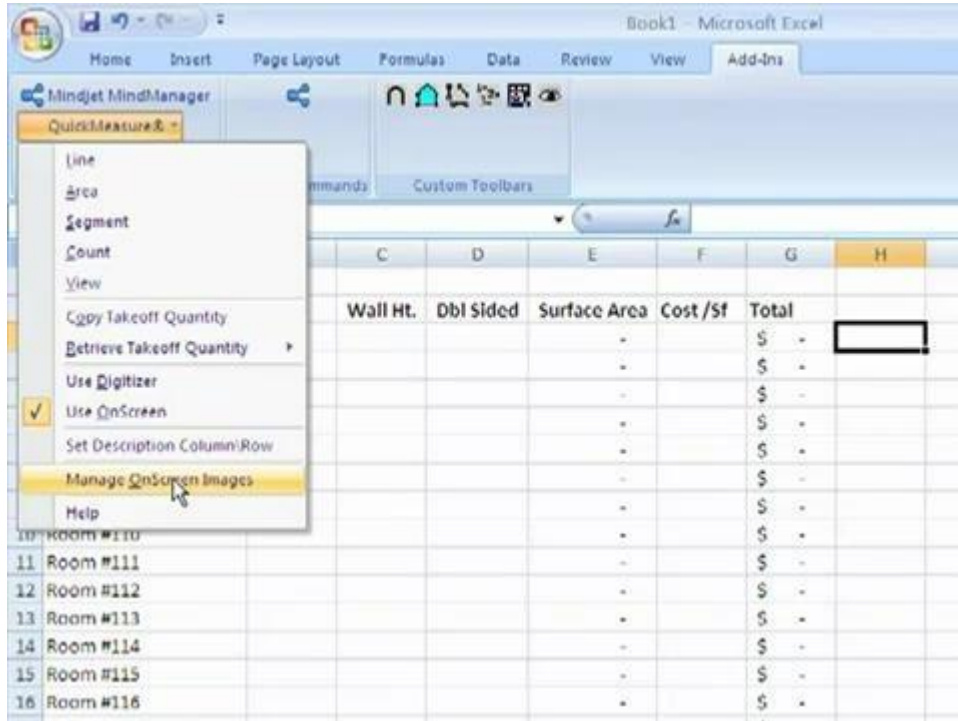 Book1 - Microsoft Excel
Home Insert Page Layout Formulas Data Review View Add-Ins
Mindjet MindManager
QuickMeasure&
Line
Area
Segment
Count
View
Copy Takeoff Quantity
Retrieve Takeoff Quantity
Use Digitizer
Use OnScreen
Set Description Column\Row
Manage OnScreen Images
Help
Custom Toolbars
fx
C D E F G H
Wall Ht. Dbl Sided Surface Area Cost /Sf Total
- $ -
- $ -
- $ -
- $ -
- $ -
- $ -
- $ -
10 Room #110 - $ -
11 Room #111 - $ -
12 Room #112 - $ -
13 Room #113 - $ -
14 Room #114 - $ -
15 Room #115 - $ -
16 Room #116 - $ -